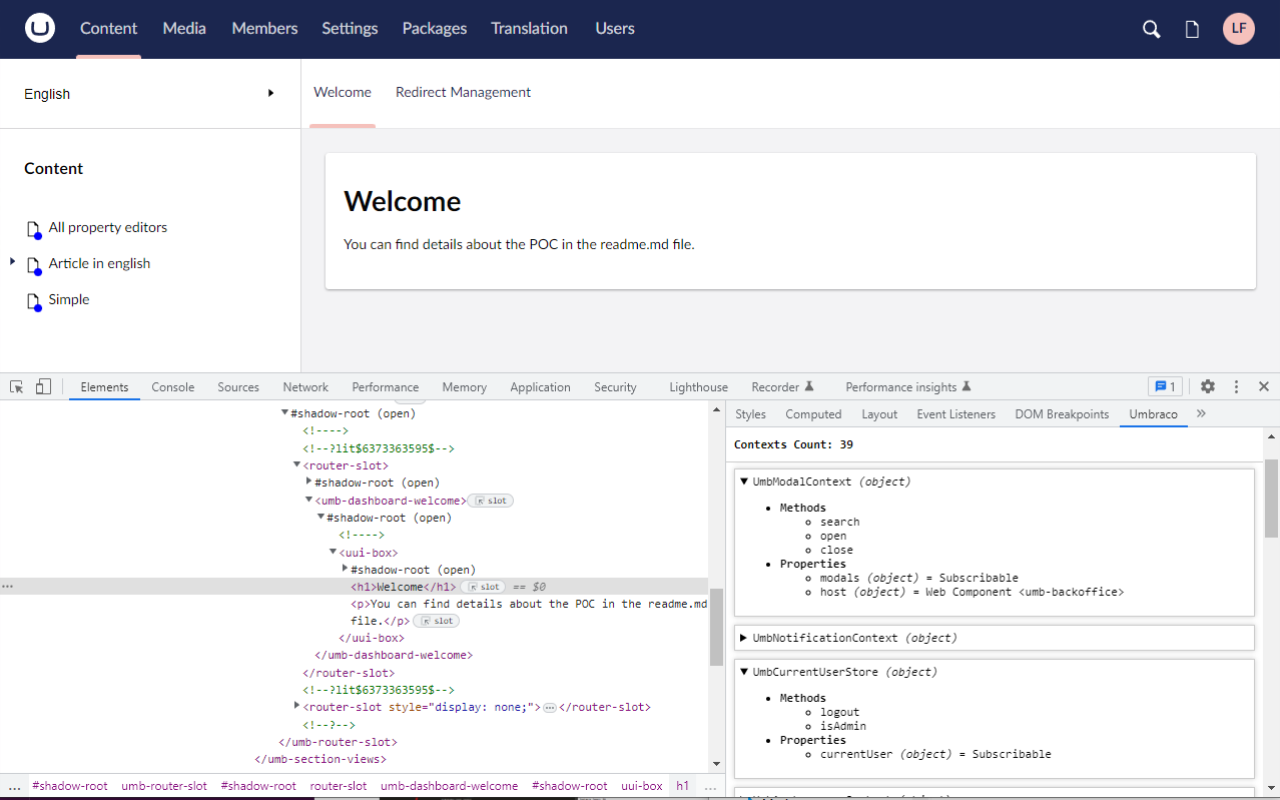 Content Media Members Settings Packages Translation Users LF
English
Welcome Redirect Management
Content
All property editors
Article in english
Simple
Welcome
You can find details about the POC in the readme.md file.
Elements Console Sources Network Performance Memory Application Security Lighthouse Recorder Performance insights 1
▼#shadow-root (open)
<!---->
<!--?lit$6373363595$-->
▼<router-slot>
▶#shadow-root (open)
▼<umb-dashboard-welcome> slot
▼#shadow-root (open)
<!---->
▼<uui-box>
▶#shadow-root (open)
… <h1>Welcome</h1> slot == $0
<p>You can find details about the POC in the readme.md
file.</p> slot
</uui-box>
</umb-dashboard-welcome>
</router-slot>
<!--?lit$6373363595$-->
▶<router-slot style="display: none;">…</router-slot>
<!--?-->
</umb-router-slot>
</umb-section-views>
… #shadow-root umb-router-slot #shadow-root router-slot umb-dashboard-welcome #shadow-root uui-box h1 …
Styles Computed Layout Event Listeners DOM Breakpoints Umbraco »
Contexts Count: 39
▼ UmbModalContext (object)
• Methods
search
open
close
• Properties
modals (object) = Subscribable
host (object) = Web Component <umb-backoffice>
▶ UmbNotificationContext (object)
▼ UmbCurrentUserStore (object)
• Methods
logout
isAdmin
• Properties
currentUser (object) = Subscribable